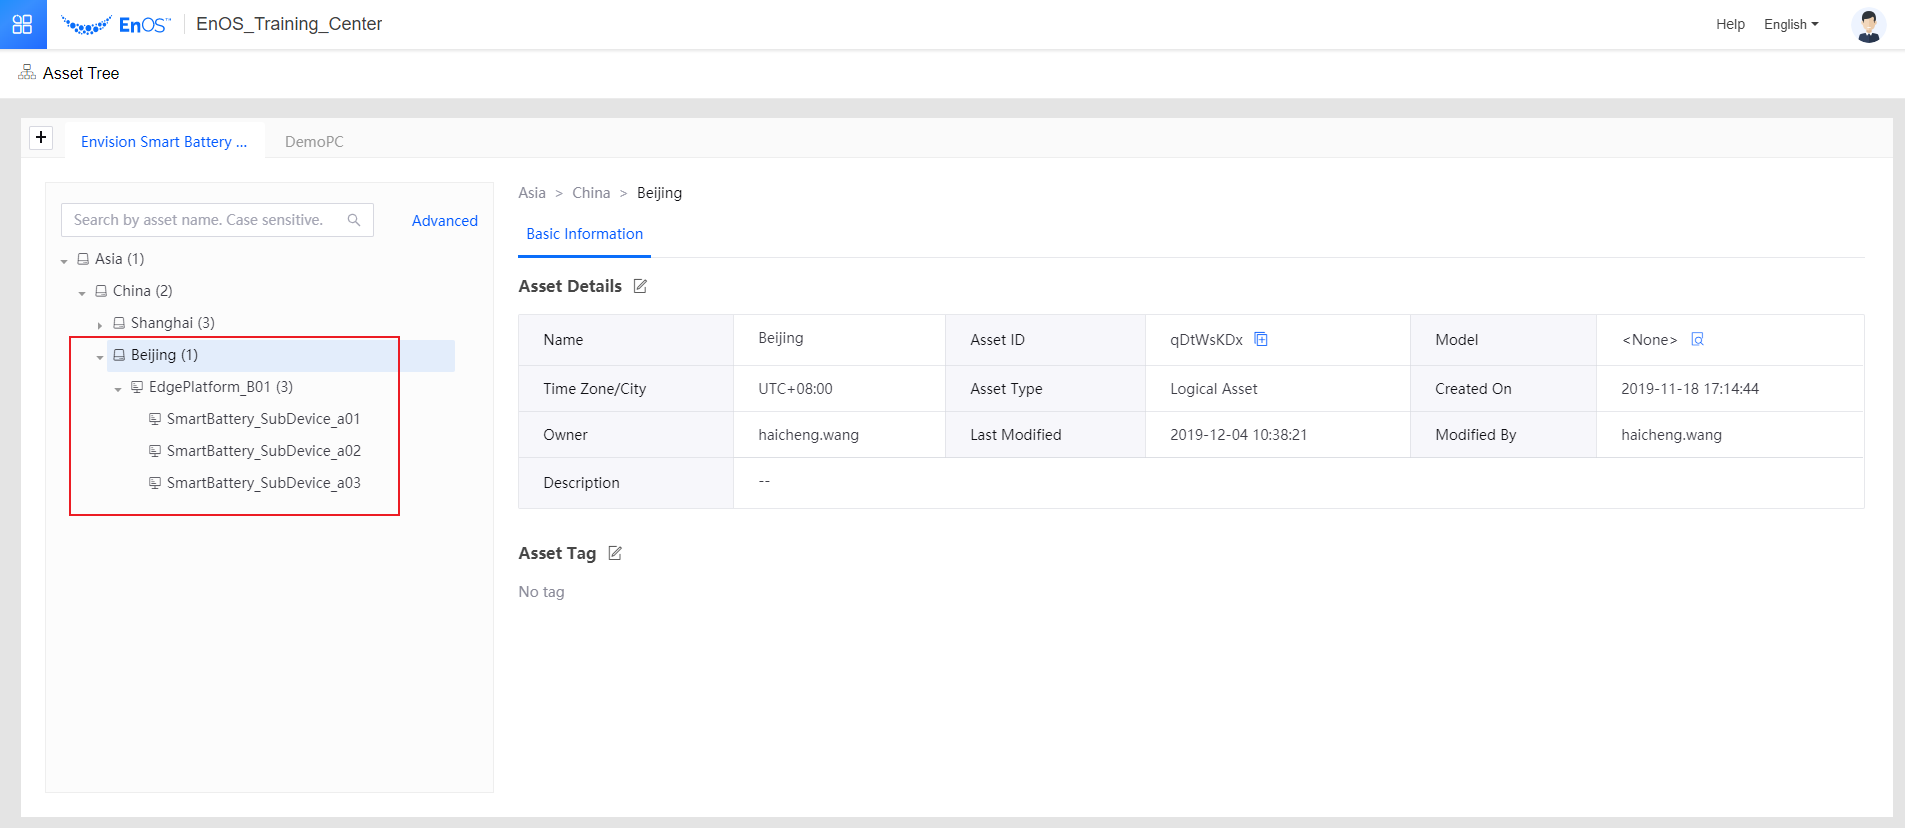 EnOS™ EnOS_Training_Center Help English
Asset Tree
+ Envision Smart Battery ... DemoPC
Search by asset name. Case sensitive. Advanced
Asia (1)
China (2)
Shanghai (3)
Beijing (1)
EdgePlatform_B01 (3)
SmartBattery_SubDevice_a01
SmartBattery_SubDevice_a02
SmartBattery_SubDevice_a03
Asia > China > Beijing
Basic Information
Asset Details
Name Beijing Asset ID qDtWsKDx Model <None>
Time Zone/City UTC+08:00 Asset Type Logical Asset Created On 2019-11-18 17:14:44
Owner haicheng.wang Last Modified 2019-12-04 10:38:21 Modified By haicheng.wang
Description --
Asset Tag
No tag